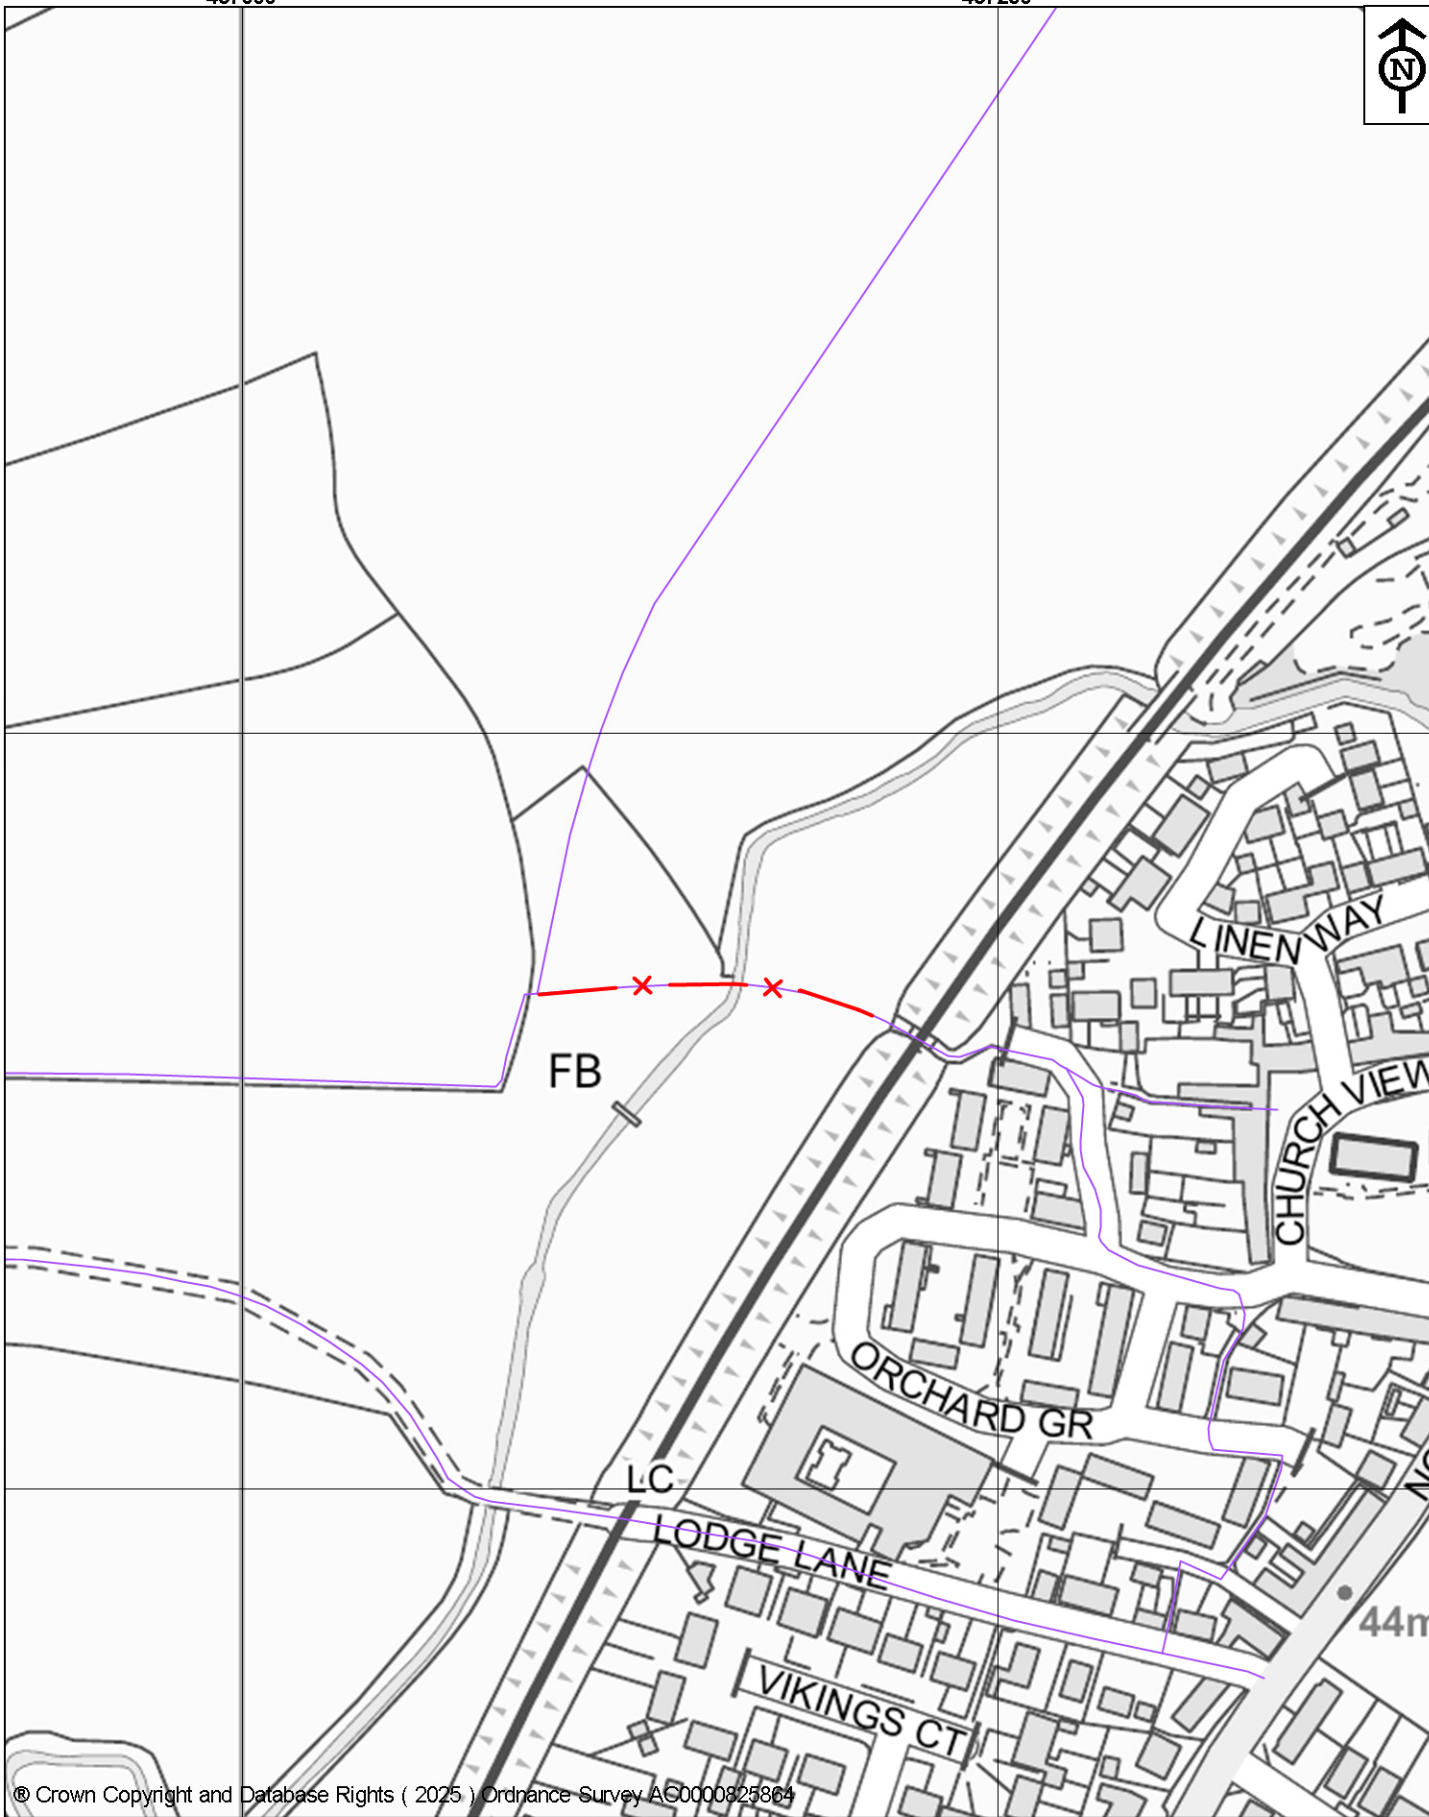 N
LINEN WAY
FB
CHURCH VIEW
ORCHARD GR
LC
LODGE LANE
44m
VIKINGS CT
® Crown Copyright and Database Rights ( 2025 ) Ordnance Survey AC0000825864